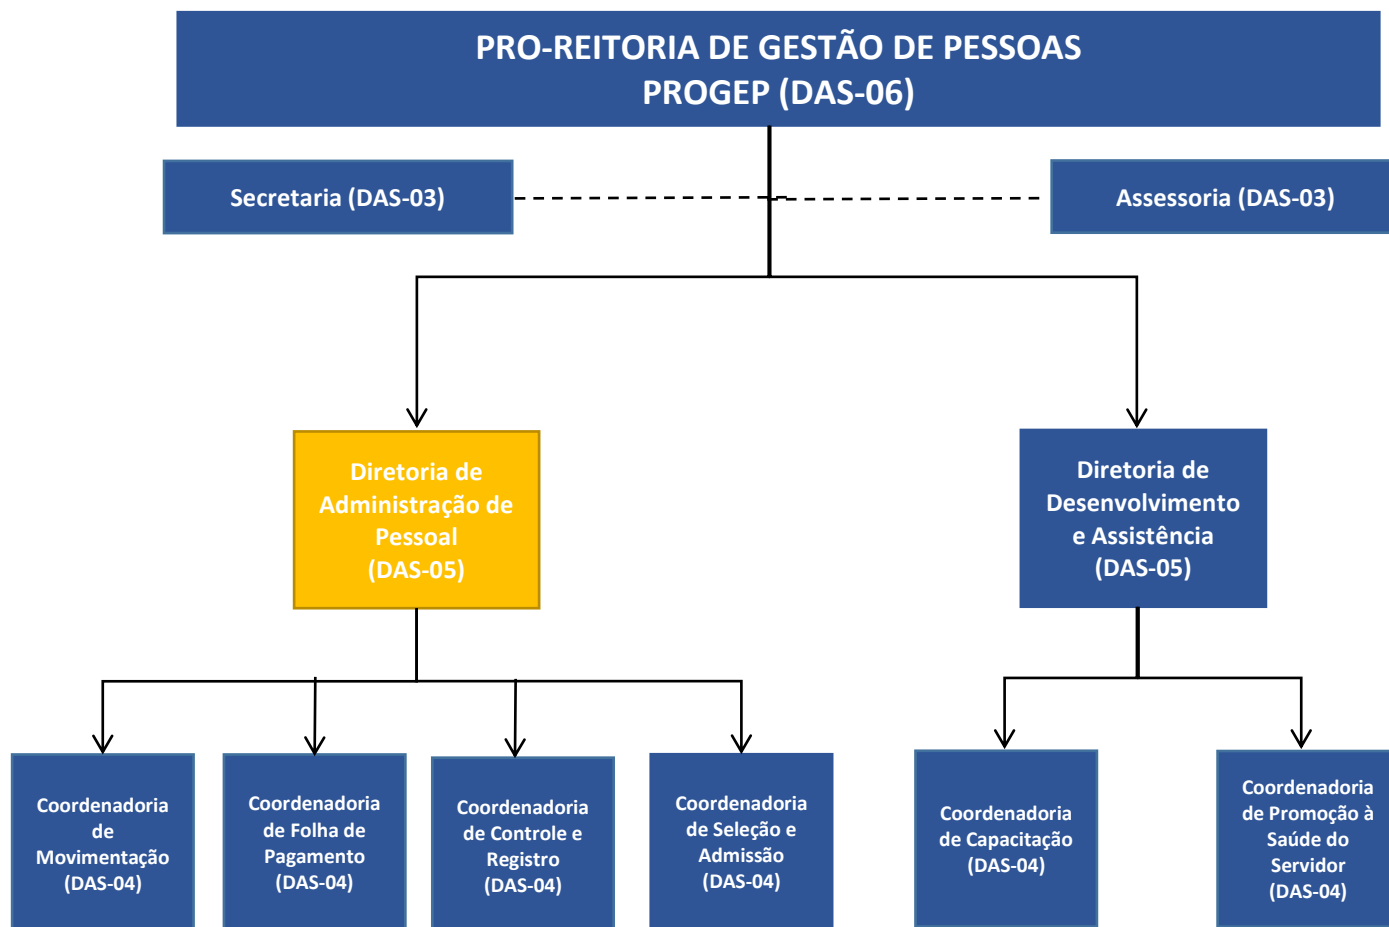 PRO-REITORIA DE GESTÃO DE PESSOAS
PROGEP (DAS-06)
Secretaria (DAS-03)
Assessoria (DAS-03)
Diretoria de
Administração de
Pessoal
(DAS-05)
Diretoria de
Desenvolvimento
e Assistência
(DAS-05)
Coordenadoria
de
Movimentação
(DAS-04)
Coordenadoria
de Folha de
Pagamento
(DAS-04)
Coordenadoria
de Controle e
Registro
(DAS-04)
Coordenadoria
de Seleção e
Admissão
(DAS-04)
Coordenadoria
de Capacitação
(DAS-04)
Coordenadoria
de Promoção à
Saúde do
Servidor
(DAS-04)